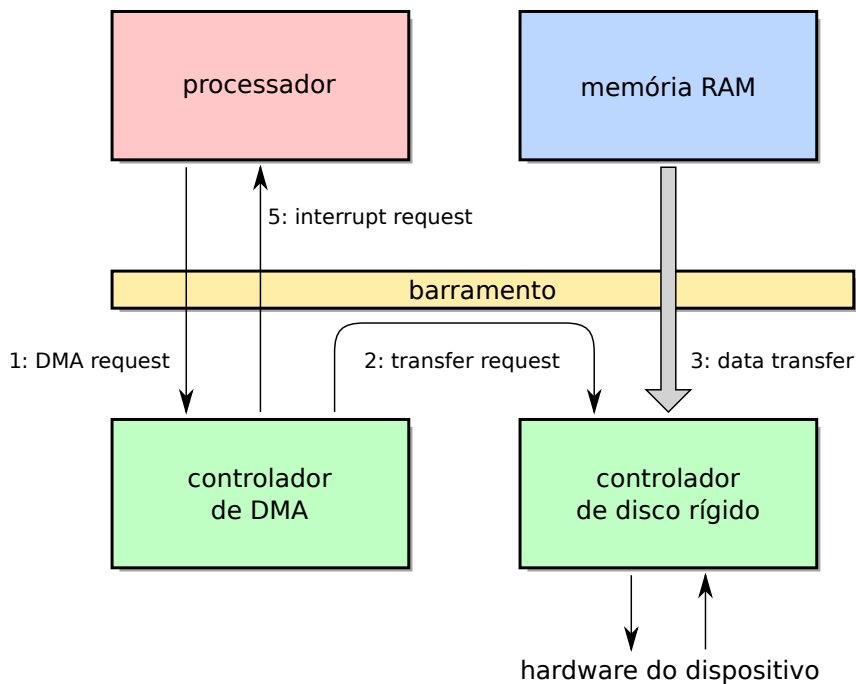 processador
memória RAM
5: interrupt request
barramento
1: DMA request
2: transfer request
3: data transfer
controlador
de DMA
controlador
de disco rígido
hardware do dispositivo